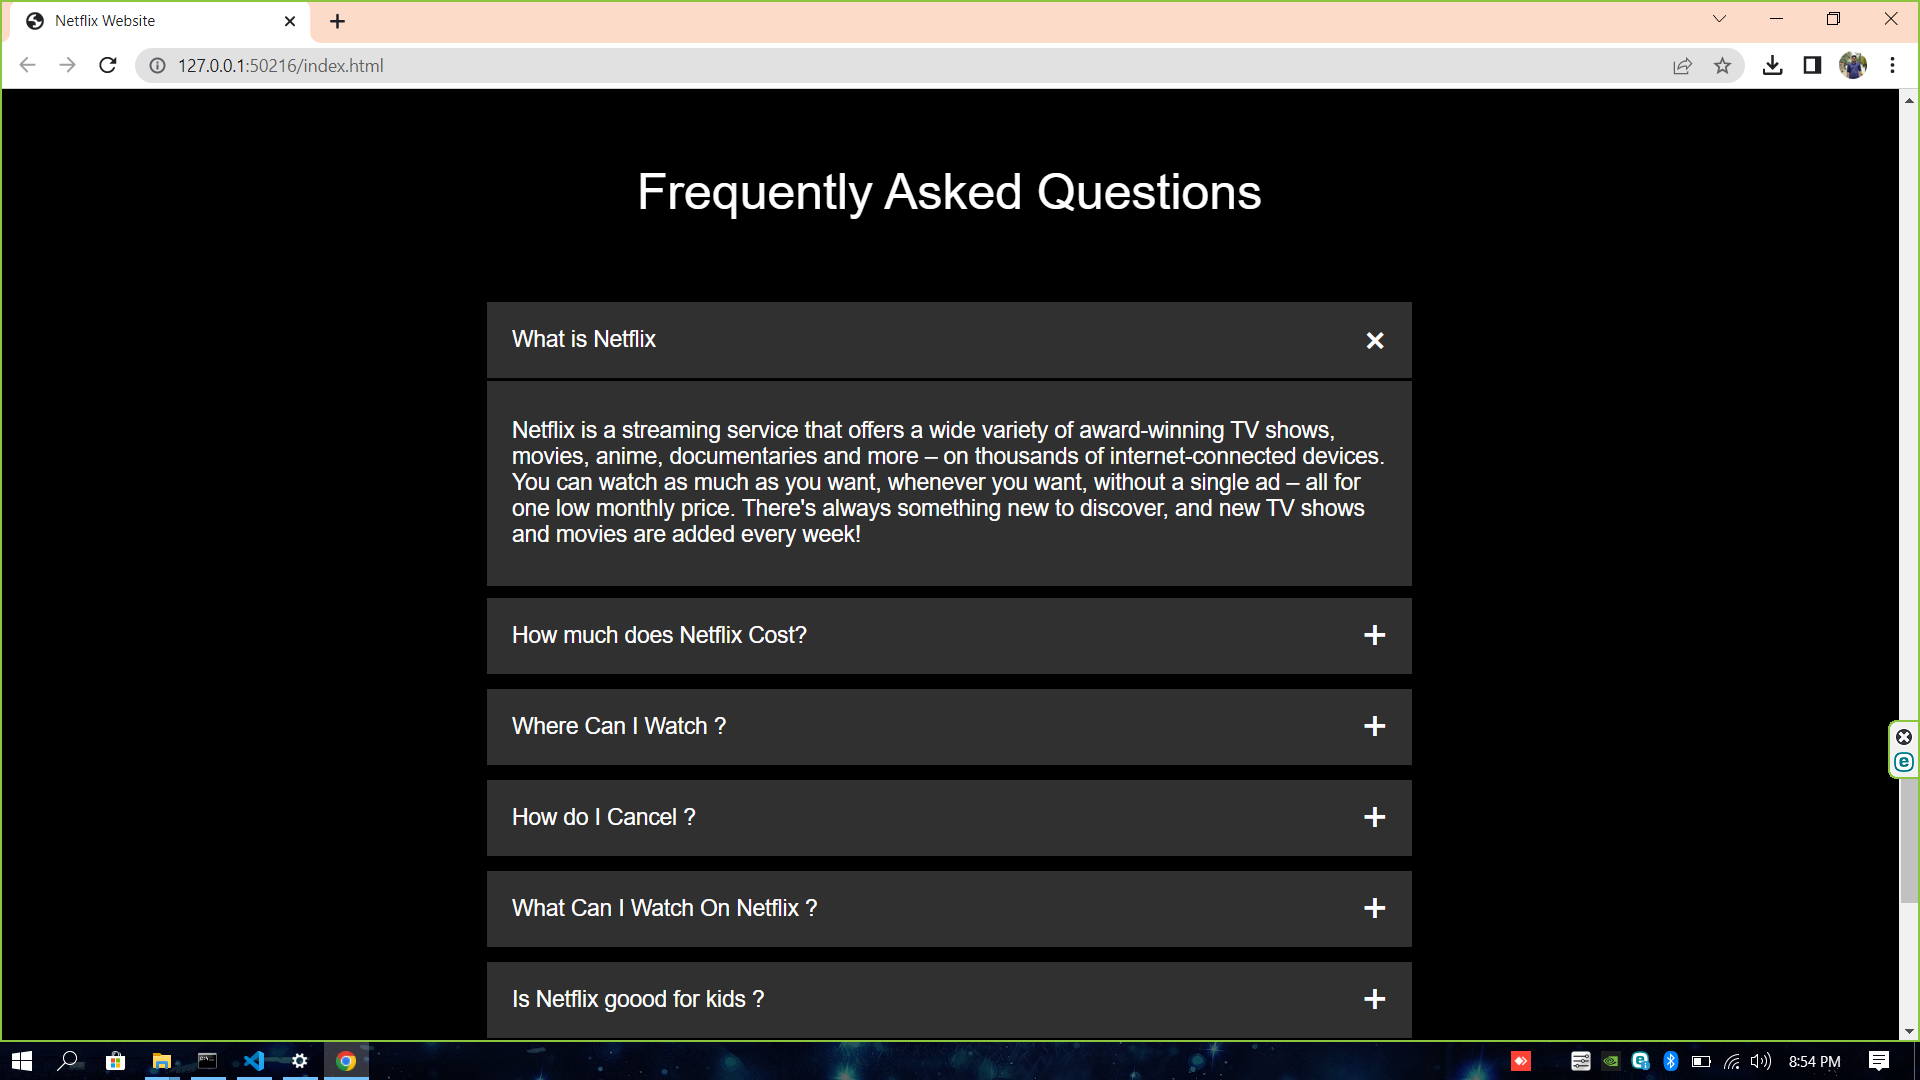 Netflix Website
127.0.0.1:50216/index.html
Frequently Asked Questions
What is Netflix
Netflix is a streaming service that offers a wide variety of award-winning TV shows,
movies, anime, documentaries and more – on thousands of internet-connected devices.
You can watch as much as you want, whenever you want, without a single ad – all for
one low monthly price. There's always something new to discover, and new TV shows
and movies are added every week!
How much does Netflix Cost?
Where Can I Watch ?
How do I Cancel ?
What Can I Watch On Netflix ?
Is Netflix goood for kids ?
8:54 PM